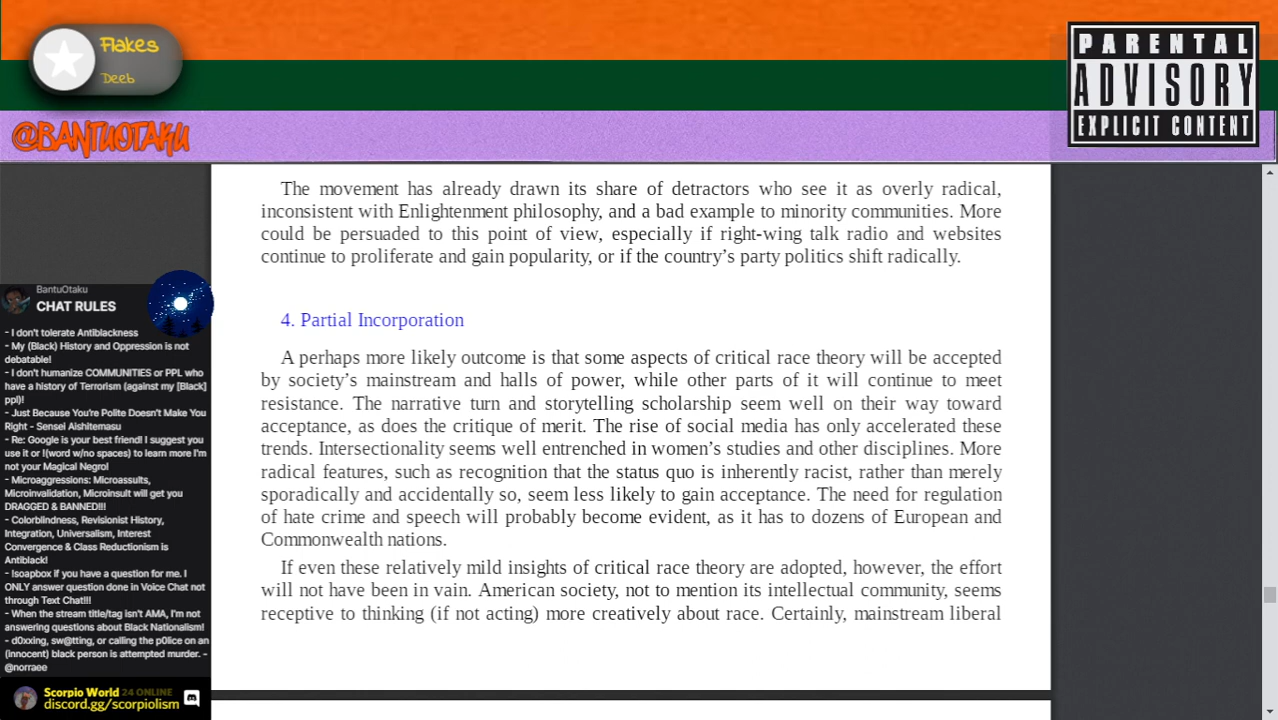 Flakes
Deeb
PARENTAL
ADVISORY
EXPLICIT CONTENT
@BANTUOTAKU
The movement has already drawn its share of detractors who see it as overly radical,
inconsistent with Enlightenment philosophy, and a bad example to minority communities. More
could be persuaded to this point of view, especially if right-wing talk radio and websites
continue to proliferate and gain popularity, or if the country's party politics shift radically.
4. Partial Incorporation
A perhaps more likely outcome is that some aspects of critical race theory will be accepted
by society's mainstream and halls of power, while other parts of it will continue to meet
resistance. The narrative turn and storytelling scholarship seem well on their way toward
acceptance, as does the critique of merit. The rise of social media has only accelerated these
trends. Intersectionality seems well entrenched in women's studies and other disciplines. More
radical features, such as recognition that the status quo is inherently racist, rather than merely
sporadically and accidentally so, seem less likely to gain acceptance. The need for regulation
of hate crime and speech will probably become evident, as it has to dozens of European and
Commonwealth nations.
If even these relatively mild insights of critical race theory are adopted, however, the effort
will not have been in vain. American society, not to mention its intellectual community, seems
receptive to thinking (if not acting) more creatively about race. Certainly, mainstream liberal
BantuOtaku
CHAT RULES
- I don't tolerate Antiblackness
- My (Black) History and Oppression is not
debatable!
- I don't humanize COMMUNITIES or PPL who
have a history of Terrorism (against my [Black]
ppl)!
- Just Because You're Polite Doesn't Make You
Right - Sensei Aishitemasu
- Re: Google is your best friend! I suggest you
use it or !(word w/no spaces) to learn more I'm
not your Magical Negro!
- Microaggressions: Microassults,
Microinvalidation, Microinsult will get you
DRAGGED & BANNED!!!
- Colorblindness, Revisionist History,
Integration, Universalism, Interest
Convergence & Class Reductionism is
Antiblack!
- !soapbox if you have a question for me. I
ONLY answer question done in Voice Chat not
through Text Chat!!!
- When the stream title/tag isn't AMA, I'm not
answering questions about Black Nationalism!
- d0xxing, sw@tting, or calling the p0lice on an
(innocent) black person is attempted murder. -
@norraee
Scorpio World 24 ONLINE
discord.gg/scorpiolism